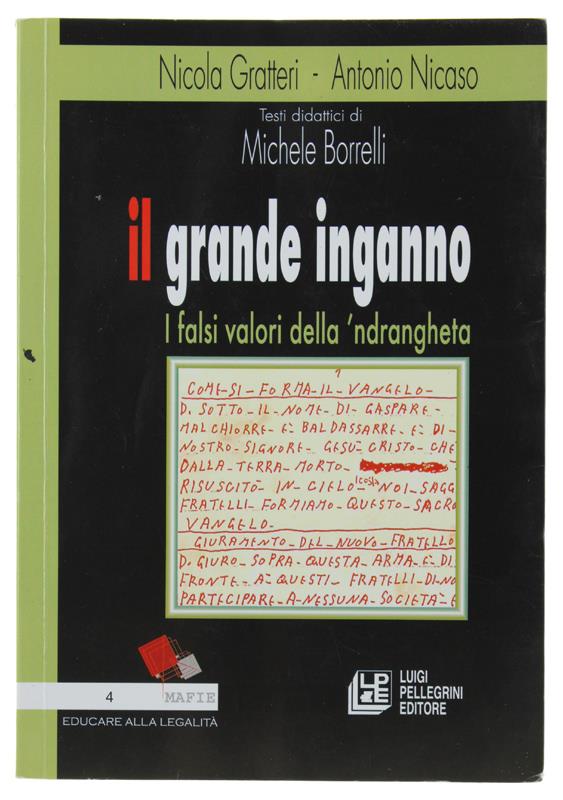 Nicola Gratteri - Antonio Nicaso
Testi didattici di
Michele Borrelli
il grande inganno
I falsi valori della 'ndrangheta
COME-SI-FORMA-IL-VANGELO-
D. SOTTO-IL-NOME-DI-GASPARE-
MALCHIORRE-E-BALDASSARRE-E-DI-
NOSTRO-SIGNORE-GESÙ-CRISTO-CHE
DALLA-TERRA-MORTO-
RISUSCITÒ-IN-CIELO-(così)-NOI-SAGG
FRATELLI-FORMIAMO-QUESTO-SACRO
VANGELO-
GIURAMENTO-DEL-NUOVO-FRATELLO
D. GIURO-SOPRA-QUESTA-ARMA-E-DI
FRONTE-A-QUESTI-FRATELLI-DI-NO
PARTECIPARE-A-NESSUNA-SOCIETÀ-E
4 MAFIE
EDUCARE ALLA LEGALITÀ
LPE
LUIGI
PELLEGRINI
EDITORE